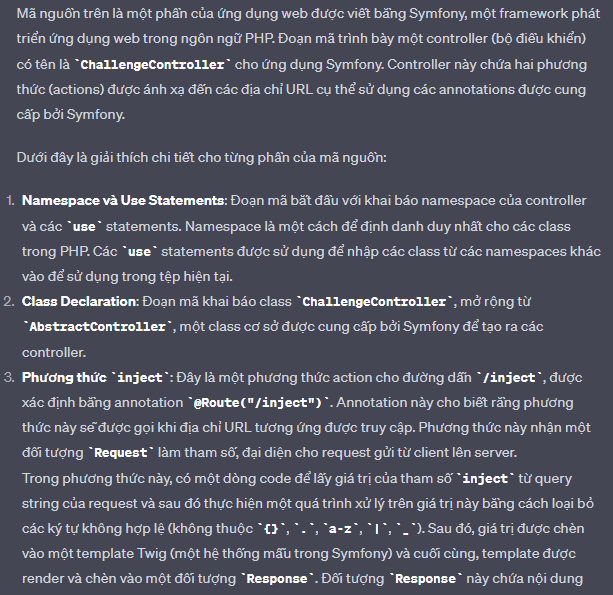 Mã nguồn trên là một phần của ứng dụng web được viết bằng Symfony, một framework phát
triển ứng dụng web trong ngôn ngữ PHP. Đoạn mã trình bày một controller (bộ điều khiển)
có tên là `ChallengeController` cho ứng dụng Symfony. Controller này chứa hai phương
thức (actions) được ánh xạ đến các địa chỉ URL cụ thể sử dụng các annotations được cung
cấp bởi Symfony.
Dưới đây là giải thích chi tiết cho từng phần của mã nguồn:
1. Namespace và Use Statements: Đoạn mã bắt đầu với khai báo namespace của controller
và các `use` statements. Namespace là một cách để định danh duy nhất cho các class
trong PHP. Các `use` statements được sử dụng để nhập các class từ các namespaces khác
vào để sử dụng trong tệp hiện tại.
2. Class Declaration: Đoạn mã khai báo class `ChallengeController`, mở rộng từ
`AbstractController`, một class cơ sở được cung cấp bởi Symfony để tạo ra các
controller.
3. Phương thức `inject`: Đây là một phương thức action cho đường dẫn `/inject`, được
xác định bằng annotation `@Route("/inject")`. Annotation này cho biết rằng phương
thức này sẽ được gọi khi địa chỉ URL tương ứng được truy cập. Phương thức này nhận một
đối tượng `Request` làm tham số, đại diện cho request gửi từ client lên server.
Trong phương thức này, có một dòng code để lấy giá trị của tham số `inject` từ query
string của request và sau đó thực hiện một quá trình xử lý trên giá trị này bằng cách loại bỏ
các ký tự không hợp lệ (không thuộc `{}`, `.`, `a-z`, `|`, `_`). Sau đó, giá trị được chèn
vào một template Twig (một hệ thống mẫu trong Symfony) và cuối cùng, template được
render và chèn vào một đối tượng `Response`. Đối tượng `Response` này chứa nội dung